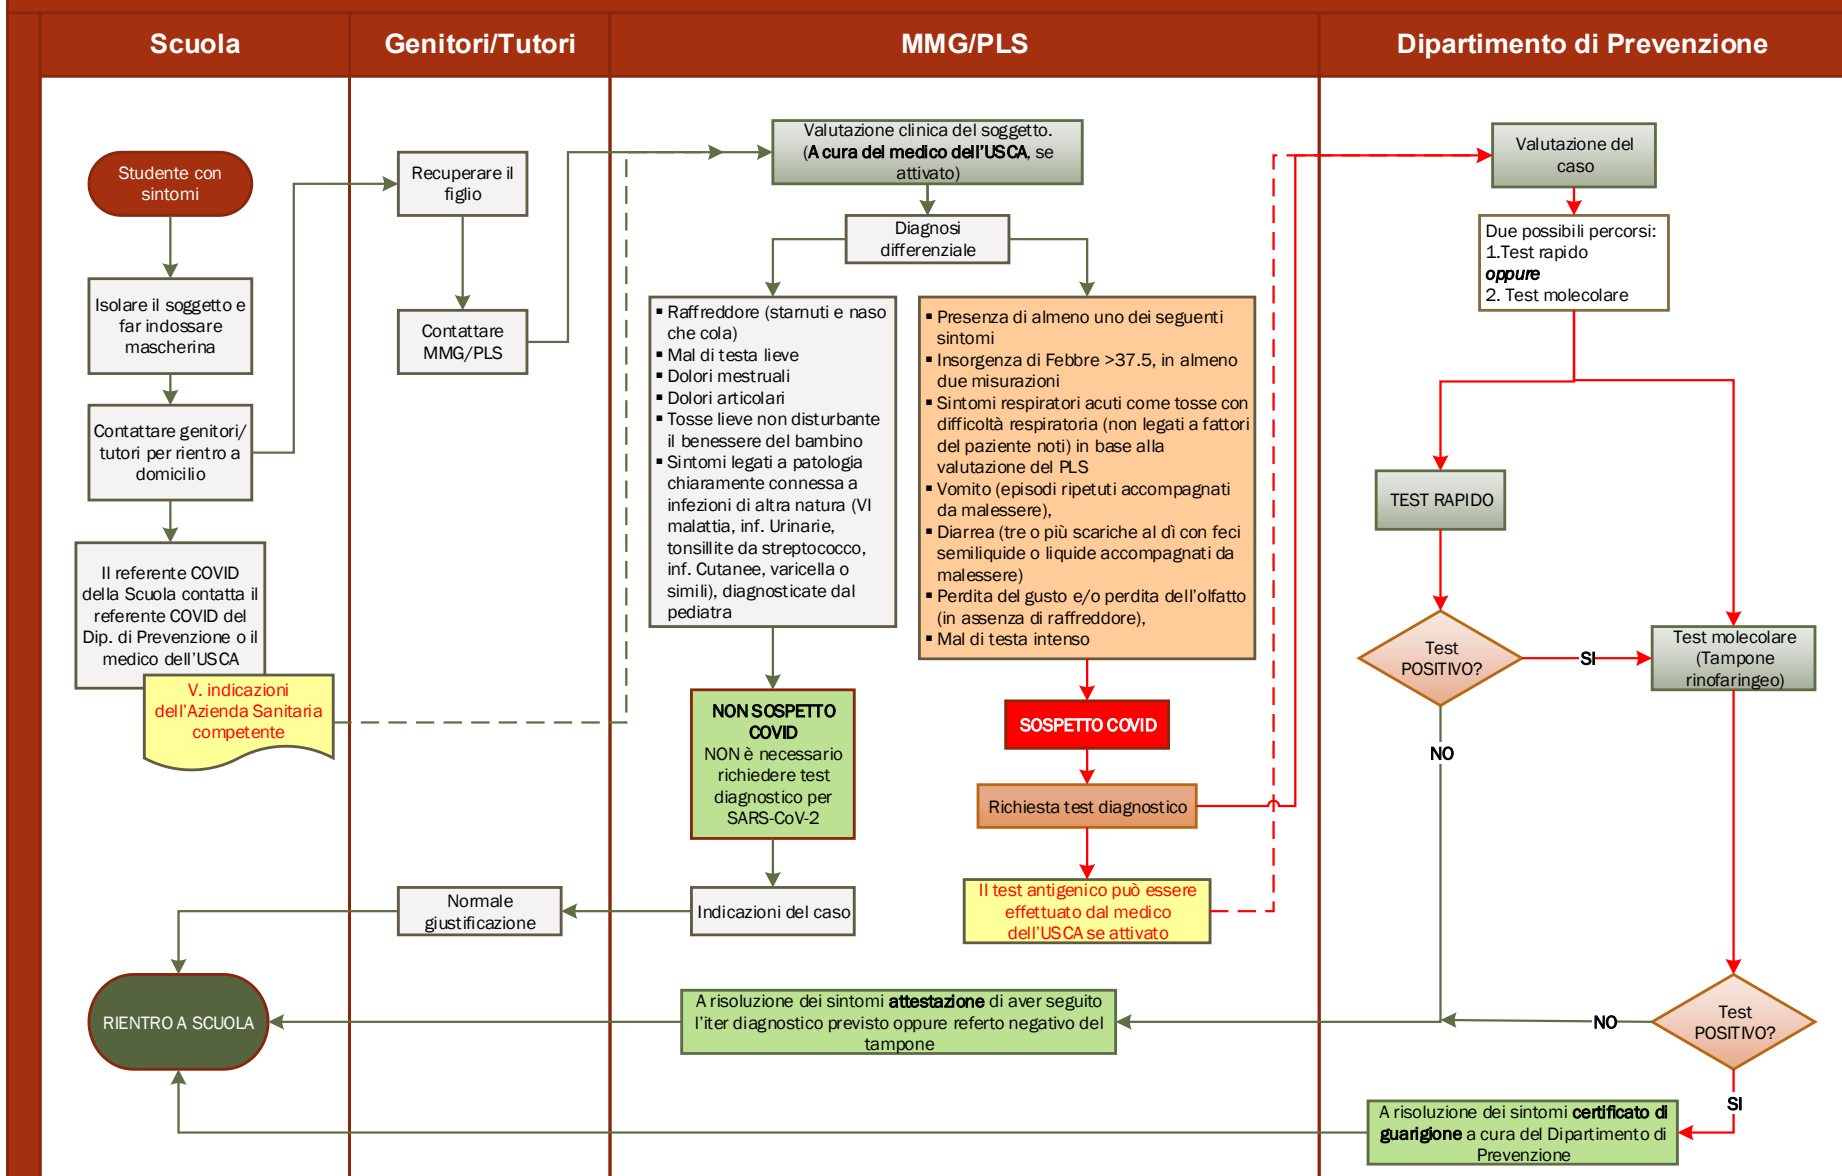 Scuola
Genitori/Tutori
MMG/PLS
Dipartimento di Prevenzione
Studente con
sintomi
Isolare il soggetto e
far indossare
mascherina
Contattare genitori/
tutori per rientro a
domicilio
Il referente COVID
della Scuola contatta il
referente COVID del
Dip. di Prevenzione o il
medico dell'USCA
V. indicazioni
dell'Azienda Sanitaria
competente
RIENTRO A SCUOLA
Recuperare il
figlio
Contattare
MMG/PLS
Normale
giustificazione
Valutazione clinica del soggetto.
(A cura del medico dell'USCA, se
attivato)
Diagnosi
differenziale
▪ Raffreddore (starnuti e naso
che cola)
▪ Mal di testa lieve
▪ Dolori mestruali
▪ Dolori articolari
▪ Tosse lieve non disturbante
il benessere del bambino
▪ Sintomi legati a patologia
chiaramente connessa a
infezioni di altra natura (VI
malattia, inf. Urinarie,
tonsillite da streptococco,
inf. Cutanee, varicella o
simili), diagnosticate dal
pediatra
▪ Presenza di almeno uno dei seguenti
sintomi
▪ Insorgenza di Febbre >37.5, in almeno
due misurazioni
▪ Sintomi respiratori acuti come tosse con
difficoltà respiratoria (non legati a fattori
del paziente noti) in base alla
valutazione del PLS
▪ Vomito (episodi ripetuti accompagnati
da malessere),
▪ Diarrea (tre o più scariche al dì con feci
semiliquide o liquide accompagnati da
malessere)
▪ Perdita del gusto e/o perdita dell'olfatto
(in assenza di raffreddore),
▪ Mal di testa intenso
NON SOSPETTO
COVID
NON è necessario
richiedere test
diagnostico per
SARS-CoV-2
Indicazioni del caso
SOSPETTO COVID
Richiesta test diagnostico
Il test antigenico può essere
effettuato dal medico
dell'USCA se attivato
A risoluzione dei sintomi attestazione di aver seguito
l'iter diagnostico previsto oppure referto negativo del
tampone
Valutazione del
caso
Due possibili percorsi:
1.Test rapido
oppure
2. Test molecolare
TEST RAPIDO
Test
POSITIVO?
SI
Test molecolare
(Tampone
rinofaringeo)
NO
Test
POSITIVO?
NO
SI
A risoluzione dei sintomi certificato di
guarigione a cura del Dipartimento di
Prevenzione